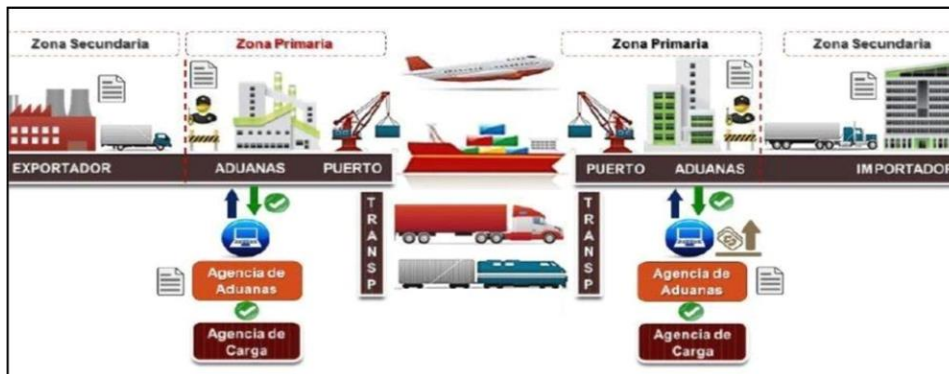 Zona Secundaria
Zona Primaria
Zona Primaria
Zona Secundaria
EXPORTADOR
ADUANAS
PUERTO
PUERTO
ADUANAS
IMPORTADOR
TRANSP
TRANSP
Agencia de
Aduanas
Agencia de
Carga
Agencia de
Aduanas
Agencia de
Carga